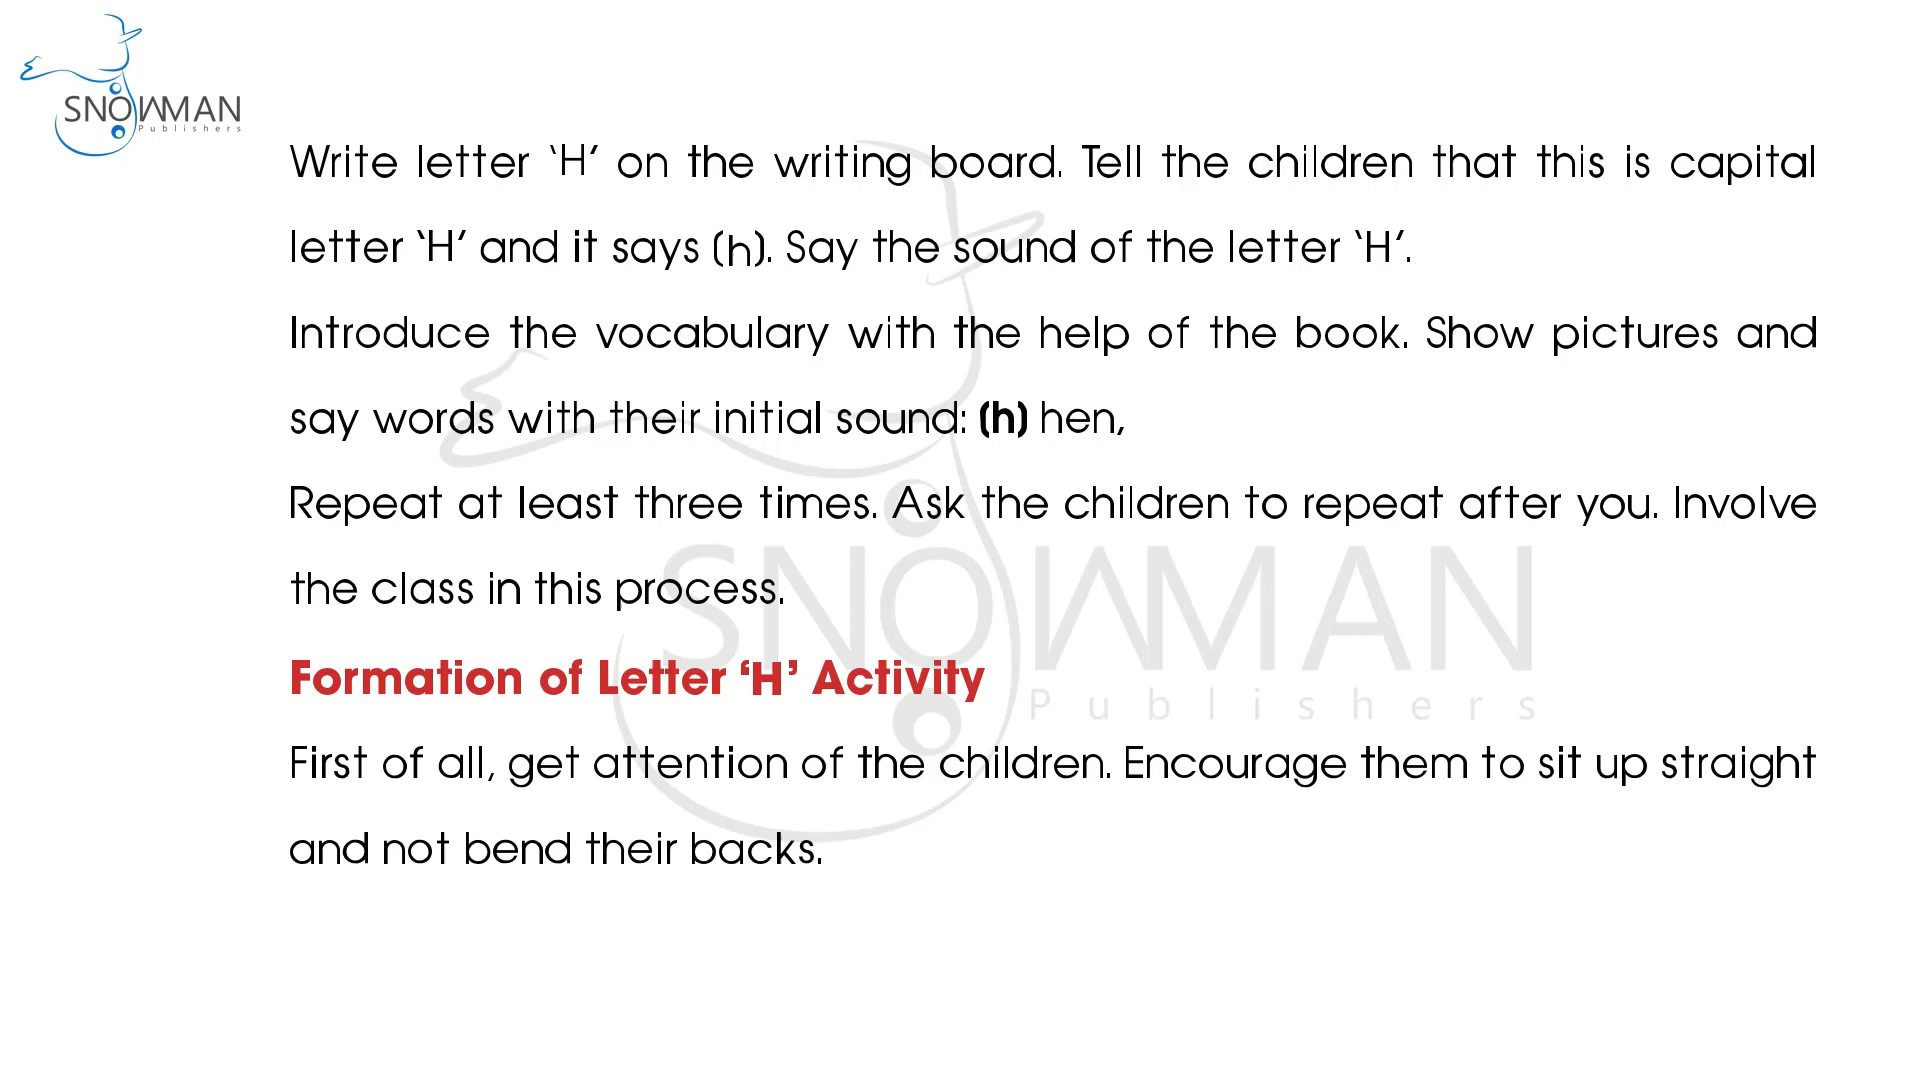 SNOWMAN
Publishers
Write letter ‘H’ on the writing board. Tell the children that this is capital
letter ‘H’ and it says (h). Say the sound of the letter ‘H’.
Introduce the vocabulary with the help of the book. Show pictures and
say words with their initial sound: (h) hen,
Repeat at least three times. Ask the children to repeat after you. Involve
the class in this process.
SNOWMAN
Formation of Letter ‘H’ Activity
Publishers
First of all, get attention of the children. Encourage them to sit up straight
and not bend their backs.